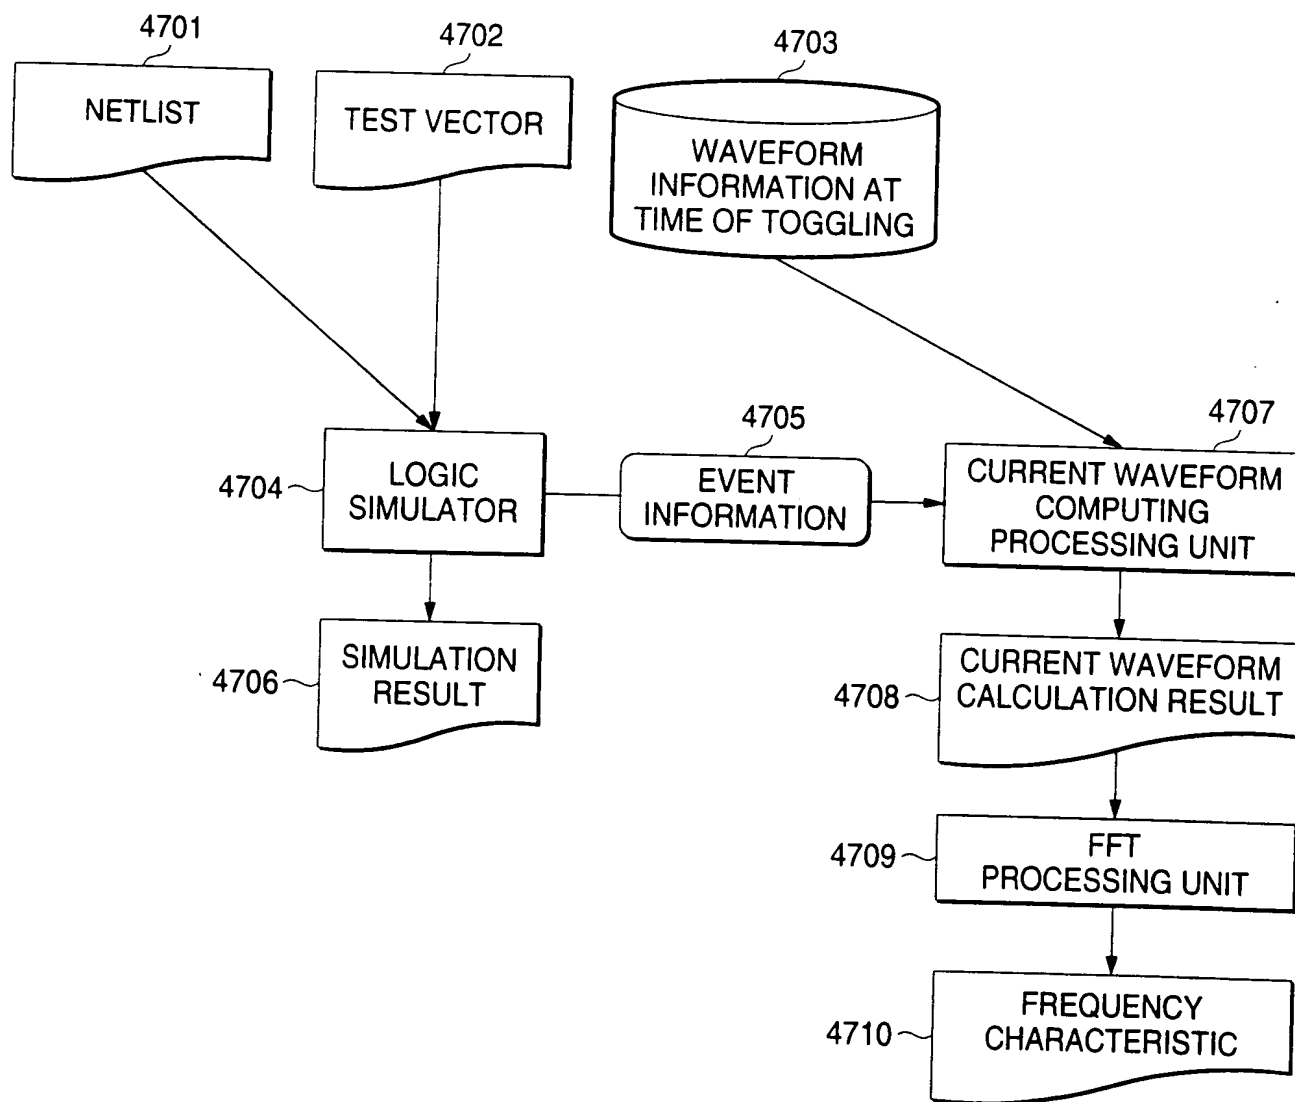 4701
4702
4703
NETLIST
TEST VECTOR
WAVEFORM
INFORMATION AT
TIME OF TOGGLING
4704
LOGIC
SIMULATOR
4705
EVENT
INFORMATION
4707
CURRENT WAVEFORM
COMPUTING
PROCESSING UNIT
4706
SIMULATION
RESULT
4708
CURRENT WAVEFORM
CALCULATION RESULT
4709
FFT
PROCESSING UNIT
4710
FREQUENCY
CHARACTERISTIC